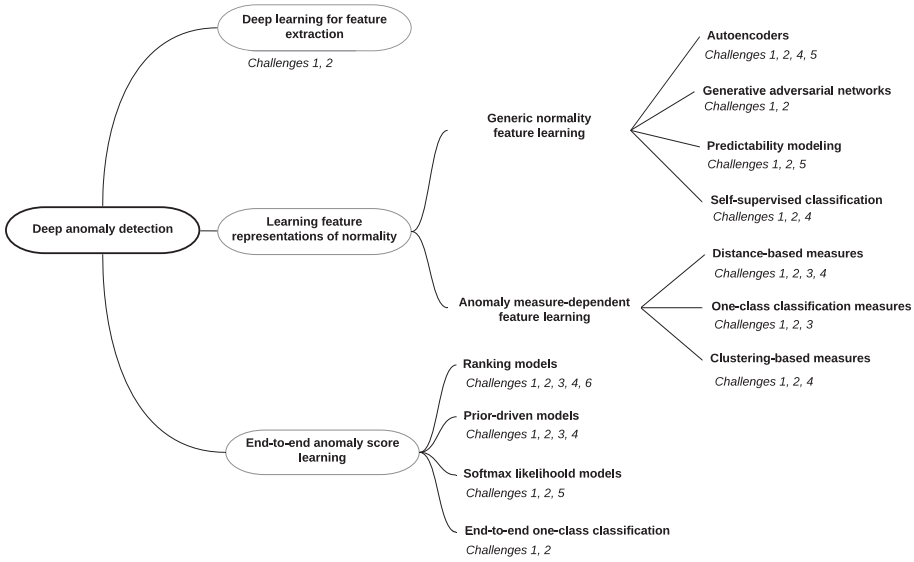 Deep anomaly detection
Deep learning for feature
extraction
Challenges 1, 2
Learning feature
representations of normality
Generic normality
feature learning
Autoencoders
Challenges 1, 2, 4, 5
Generative adversarial networks
Challenges 1, 2
Predictability modeling
Challenges 1, 2, 5
Self-supervised classification
Challenges 1, 2, 4
Anomaly measure-dependent
feature learning
Distance-based measures
Challenges 1, 2, 3, 4
One-class classification measures
Challenges 1, 2, 3
Clustering-based measures
Challenges 1, 2, 4
End-to-end anomaly score
learning
Ranking models
Challenges 1, 2, 3, 4, 6
Prior-driven models
Challenges 1, 2, 3, 4
Softmax likelihoold models
Challenges 1, 2, 5
End-to-end one-class classification
Challenges 1, 2